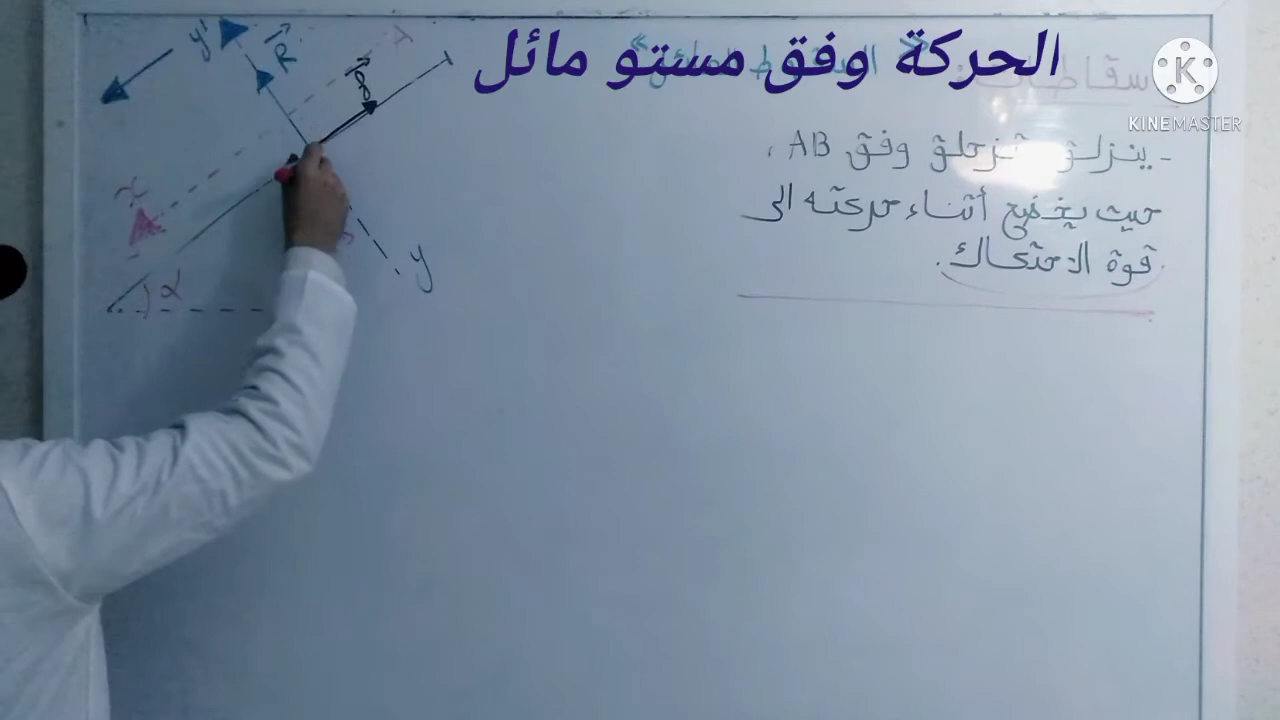 الحركة وفق مستو مائل
KINEMASTER
- ينزلق متزحلق وفق AB ،
حيث يخضع أثناء حركته الى
قوة الاحتكاك .
y'
R
x
α
y